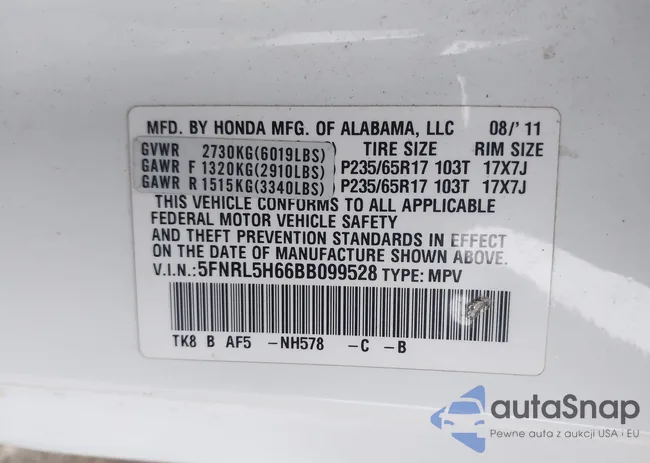 MFD. BY HONDA MFG. OF ALABAMA, LLC 08/'11
GVWR 2730KG(6019LBS) TIRE SIZE RIM SIZE
GAWR F 1320KG(2910LBS) P235/65R17 103T 17X7J
GAWR R 1515KG(3340LBS) P235/65R17 103T 17X7J
THIS VEHICLE CONFORMS TO ALL APPLICABLE
FEDERAL MOTOR VEHICLE SAFETY
AND THEFT PREVENTION STANDARDS IN EFFECT
ON THE DATE OF MANUFACTURE SHOWN ABOVE.
V.I.N.:5FNRL5H66BB099528 TYPE: MPV
TK8 B AF5 -NH578 -C -B
autaSnap
Pewne auta z aukcji USA i EU